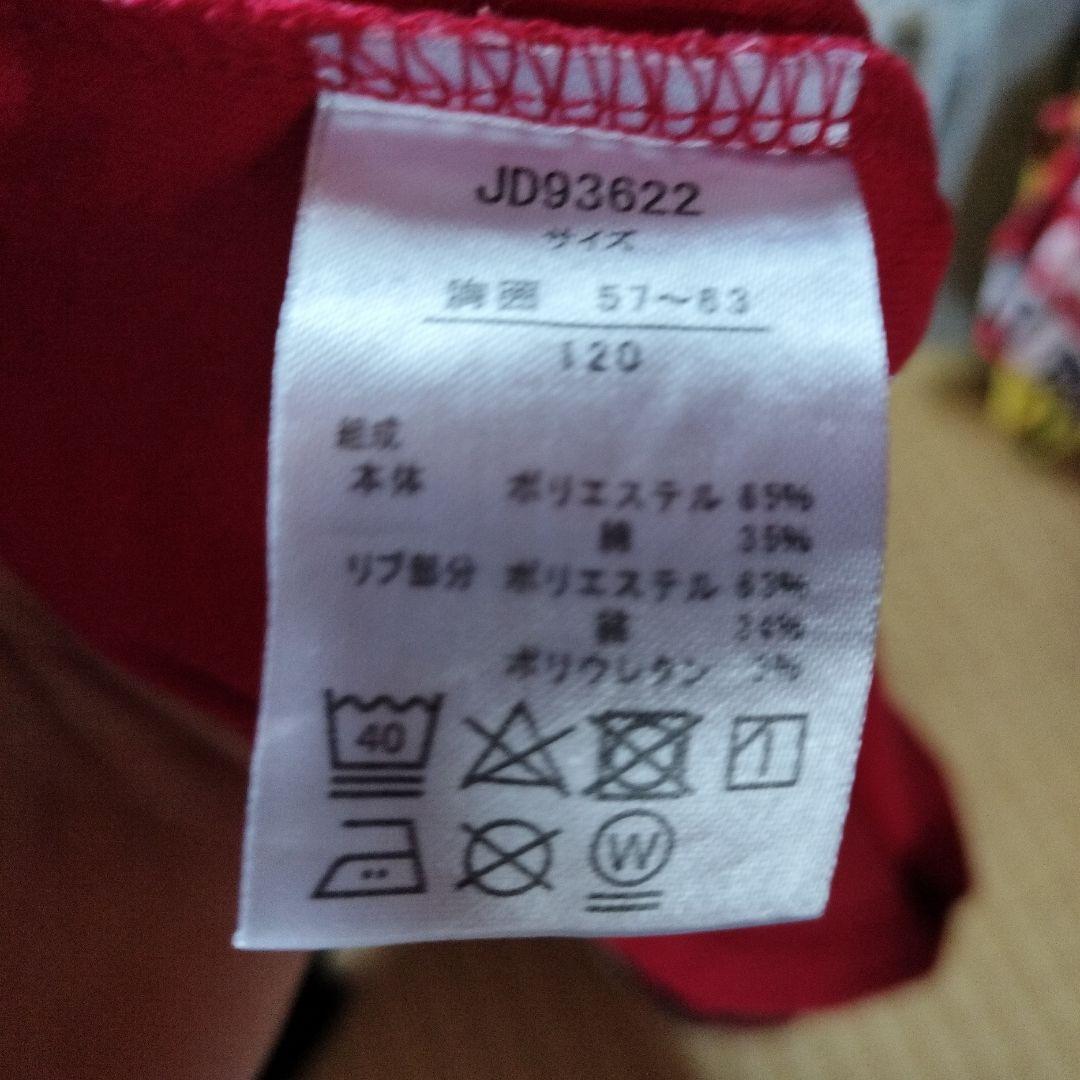 JD93622
サイズ
胸囲 57〜63
120
組成
本体 ポリエステル 65%
綿 35%
リブ部分 ポリエステル 63%
綿 34%
ポリウレタン 3%
40
W